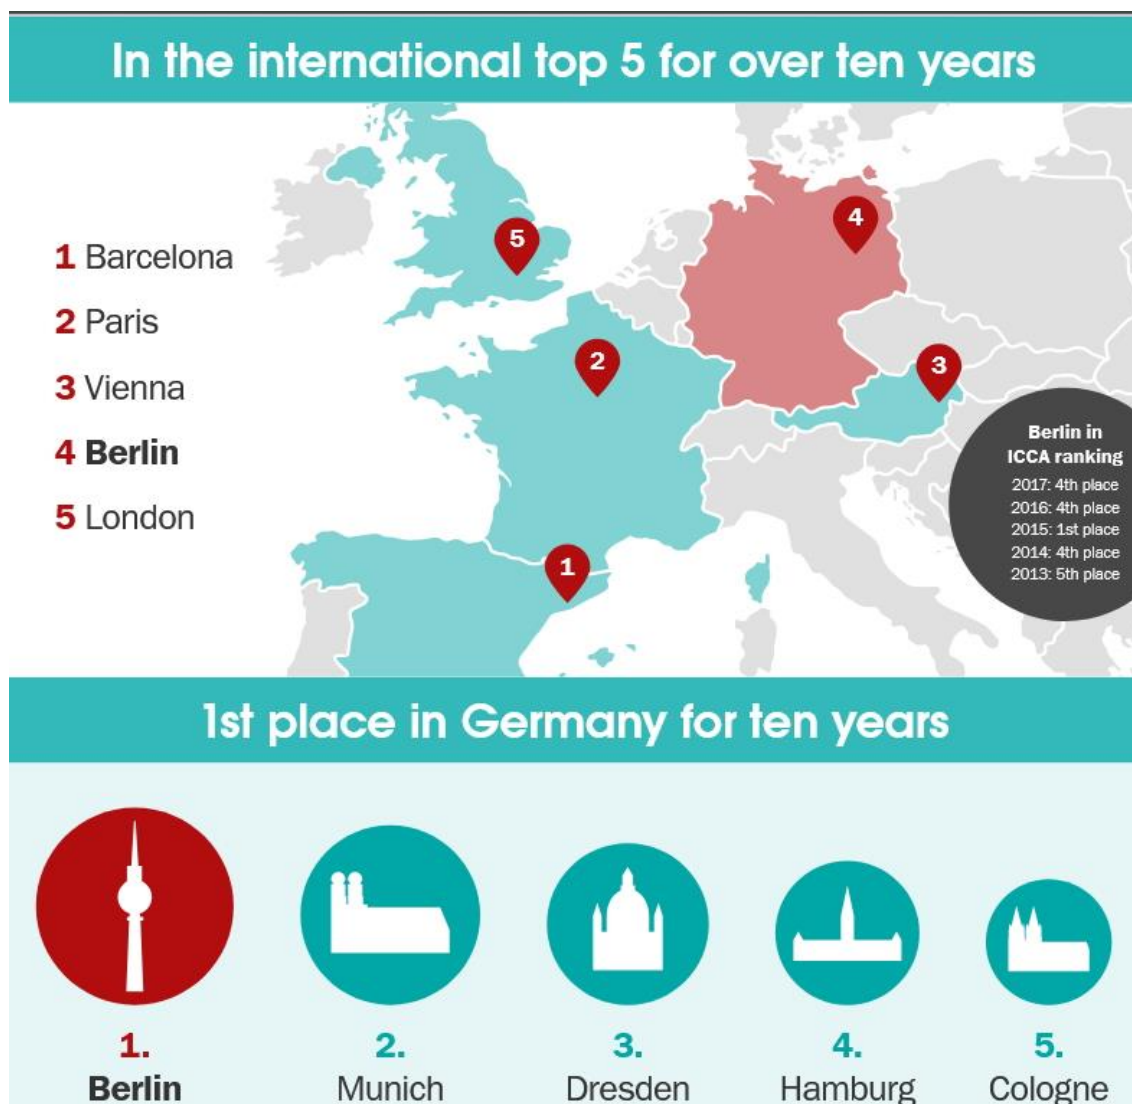 In the international top 5 for over ten years
1 Barcelona
2 Paris
3 Vienna
4 Berlin
5 London
5
4
2
3
1
Berlin in
ICCA ranking
2017: 4th place
2016: 4th place
2015: 1st place
2014: 4th place
2013: 5th place
1st place in Germany for ten years
1.
Berlin
2.
Munich
3.
Dresden
4.
Hamburg
5.
Cologne